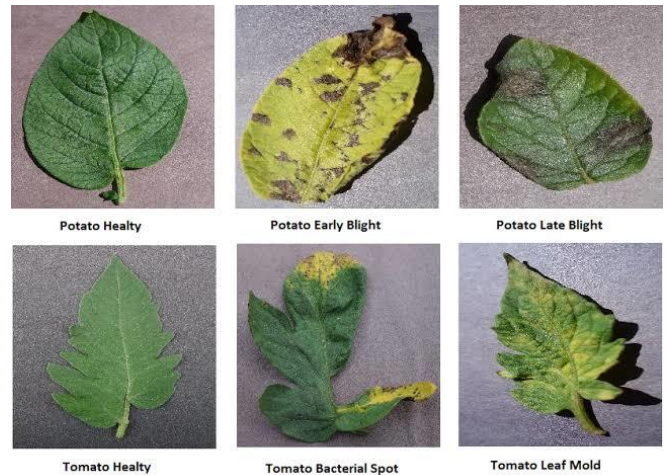 Potato Healty
Potato Early Blight
Potato Late Blight
Tomato Healty
Tomato Bacterial Spot
Tomato Leaf Mold